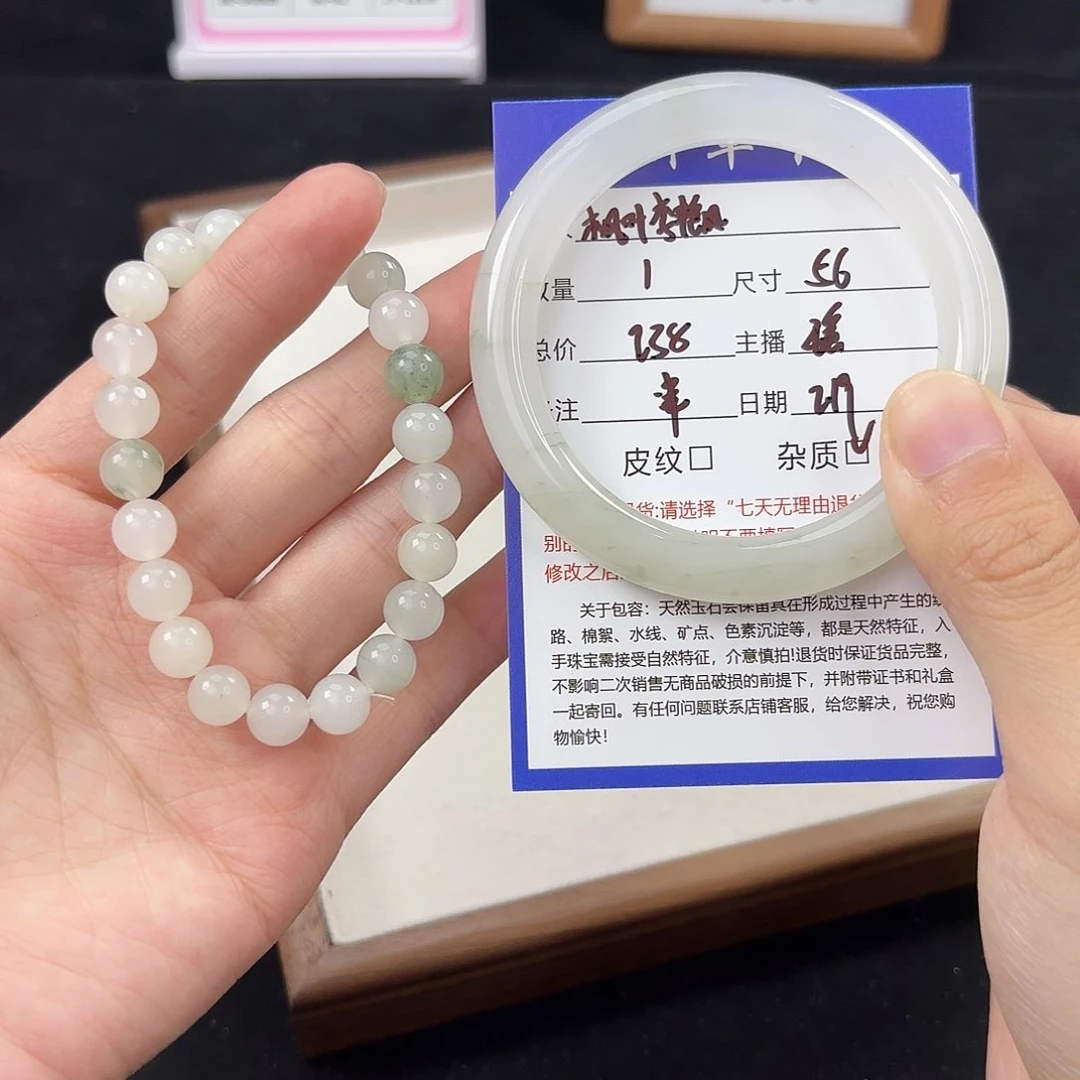 数量 1 尺寸 56
总价 238 主播
注 日期
皮纹□ 杂质□
货:请选择“七天无理由退
别
修改之后
关于包容：天然玉石会保留其在形成过程中产生的纹
路、棉絮、水线、矿点、色素沉淀等，都是天然特征，入
手珠宝需接受自然特征，介意慎拍!退货时保证货品完整，
不影响二次销售无商品破损的前提下，并附带证书和礼盒
一起寄回。有任何问题联系店铺客服，给您解决，祝您购
物愉快！